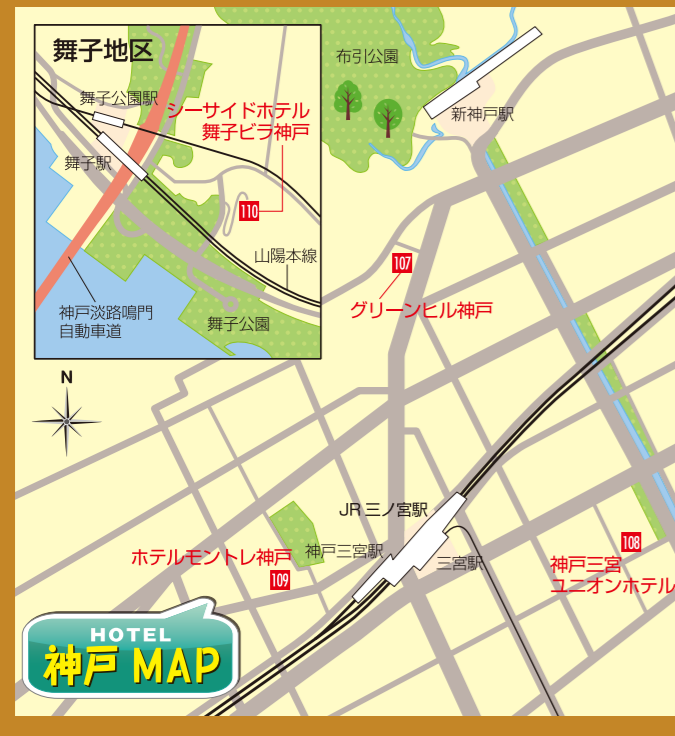 舞子地区
舞子公園駅
シーサイドホテル
舞子ビラ神戸
舞子駅
110
山陽本線
神戸淡路鳴門
自動車道
舞子公園
布引公園
新神戸駅
107
グリーンヒル神戸
N
JR 三ノ宮駅
神戸三宮駅
三宮駅
ホテルモントレ神戸
109
108
神戸三宮
ユニオンホテル
HOTEL
神戸 MAP